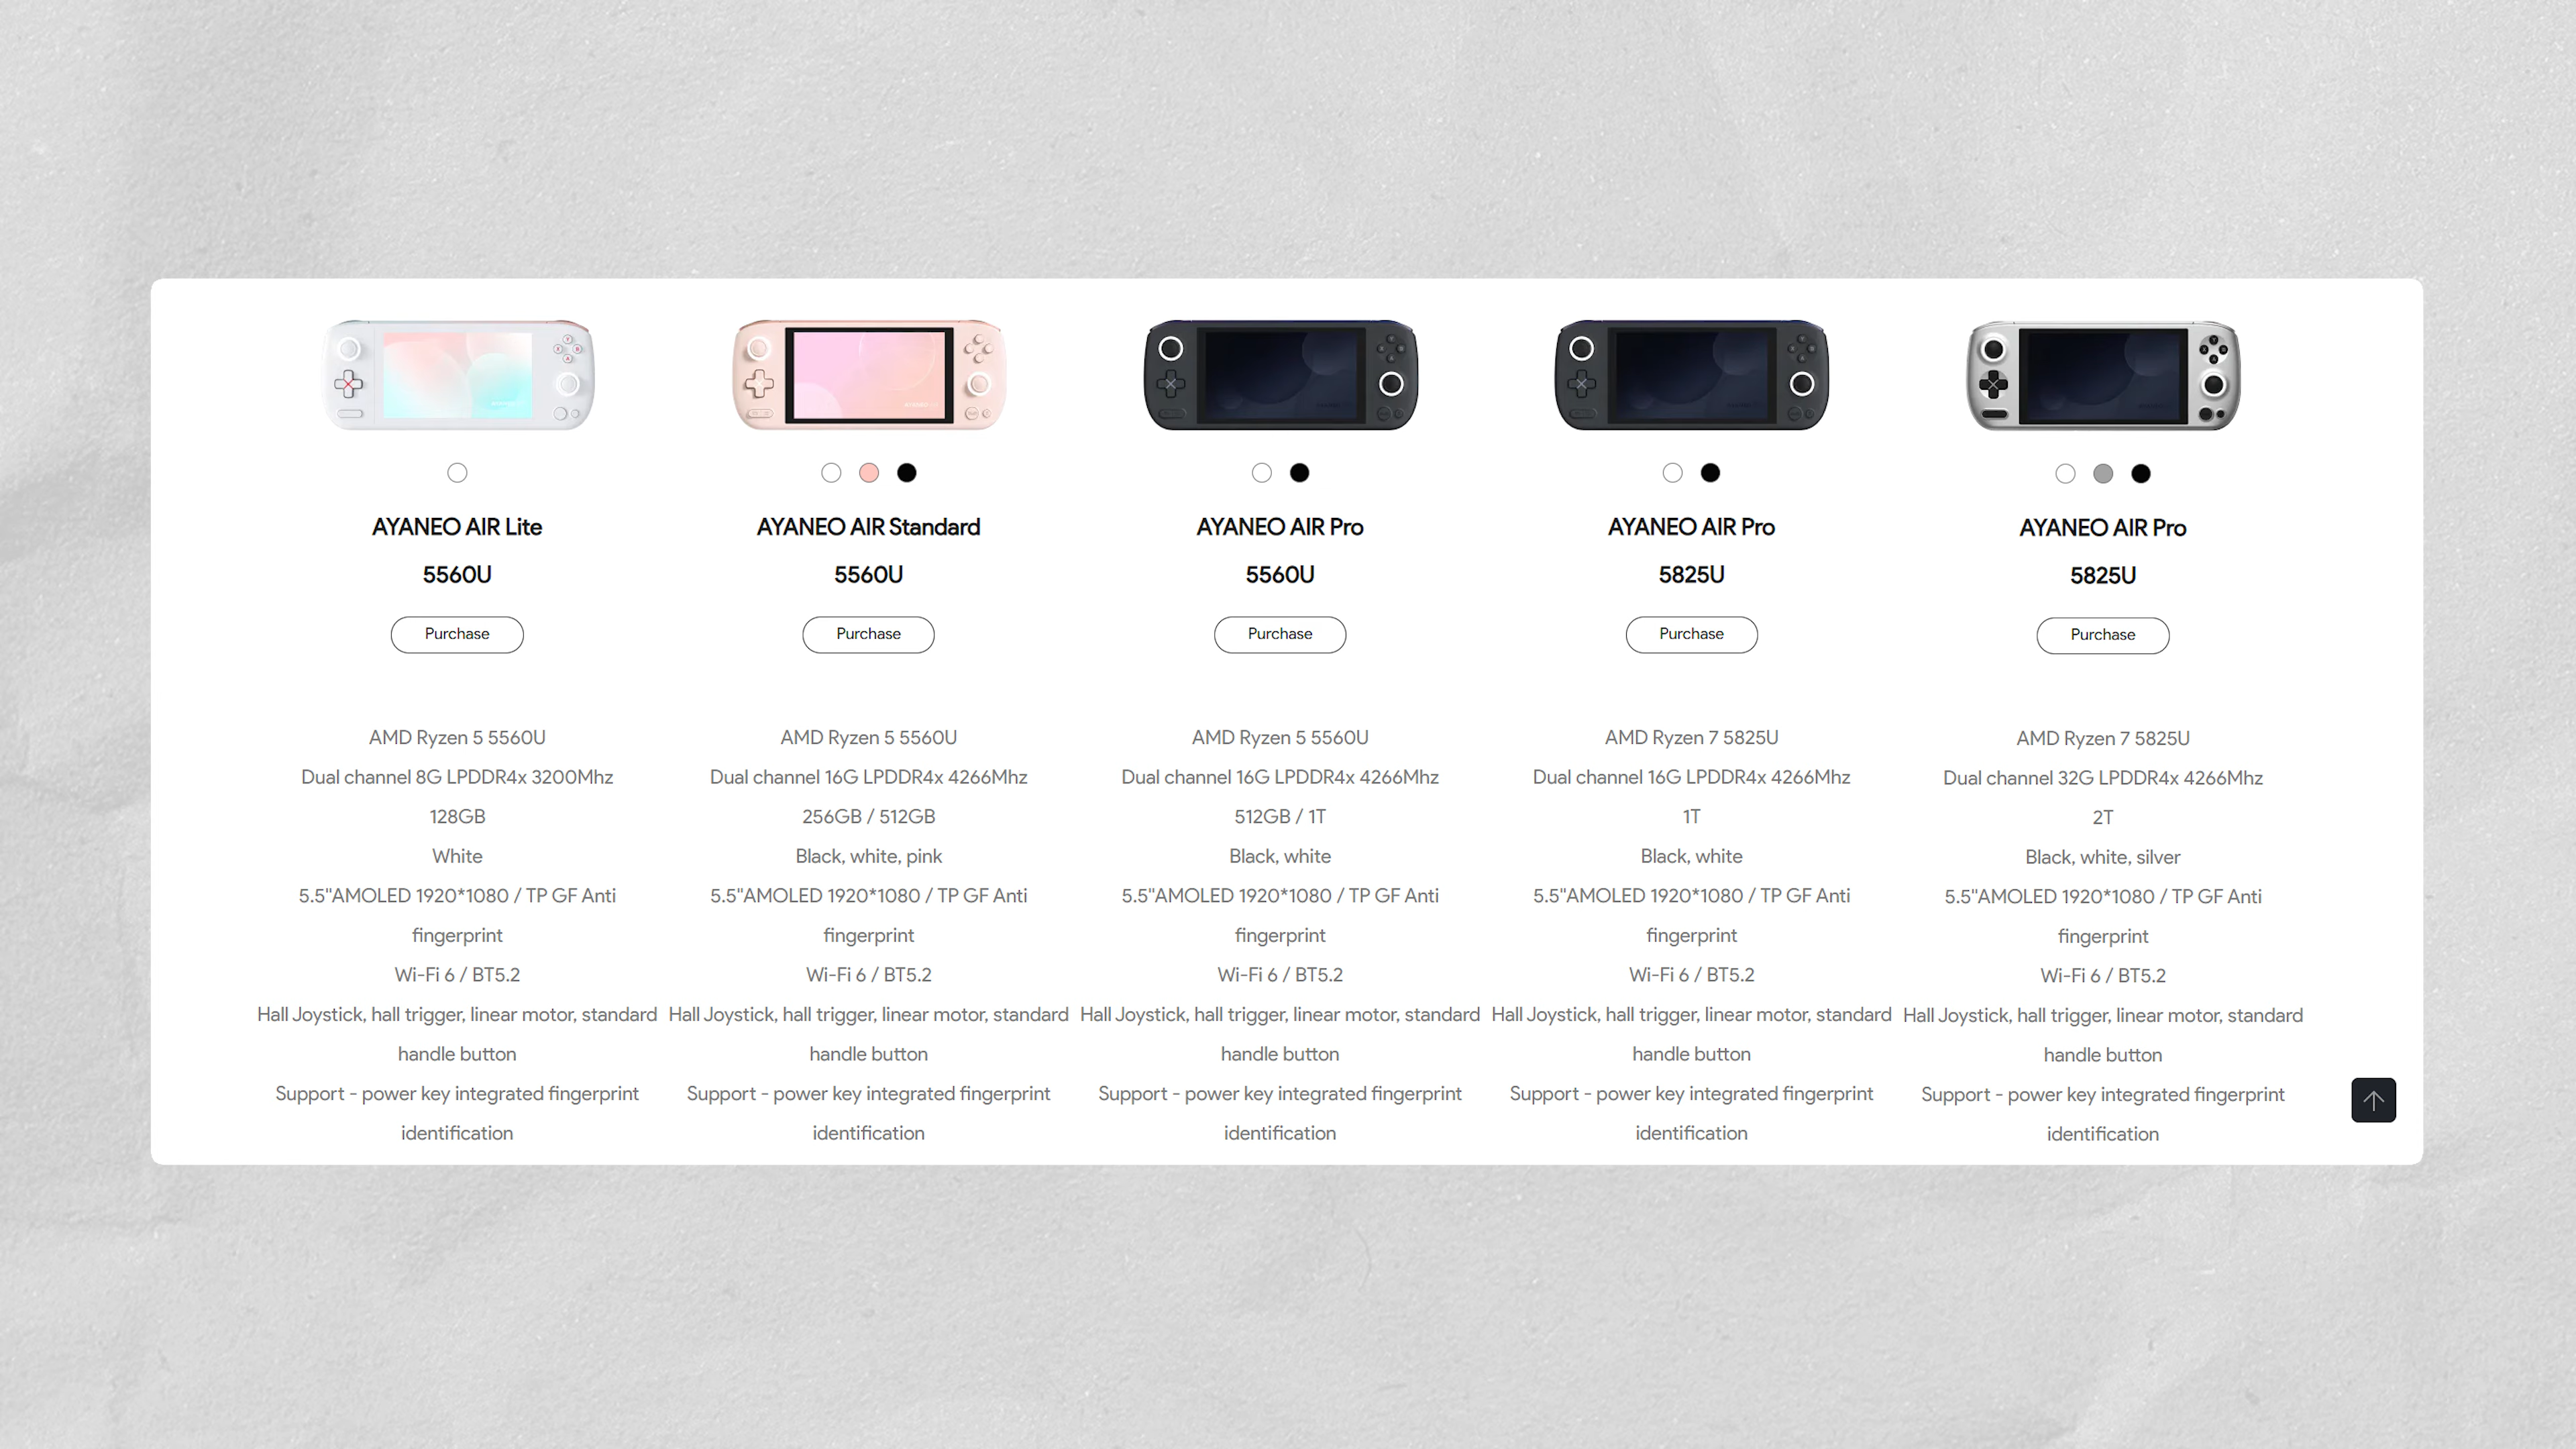 AYANEO AIR Lite
5560U
Purchase
AMD Ryzen 5 5560U
Dual channel 8G LPDDR4x 3200Mhz
128GB
White
5.5"AMOLED 1920*1080 / TP GF Anti
fingerprint
Wi-Fi 6 / BT5.2
Hall Joystick, hall trigger, linear motor, standard
handle button
Support - power key integrated fingerprint
identification
AYANEO AIR Standard
5560U
Purchase
AMD Ryzen 5 5560U
Dual channel 16G LPDDR4x 4266Mhz
256GB / 512GB
Black, white, pink
5.5"AMOLED 1920*1080 / TP GF Anti
fingerprint
Wi-Fi 6 / BT5.2
Hall Joystick, hall trigger, linear motor, standard
handle button
Support - power key integrated fingerprint
identification
AYANEO AIR Pro
5560U
Purchase
AMD Ryzen 5 5560U
Dual channel 16G LPDDR4x 4266Mhz
512GB / 1T
Black, white
5.5"AMOLED 1920*1080 / TP GF Anti
fingerprint
Wi-Fi 6 / BT5.2
Hall Joystick, hall trigger, linear motor, standard
handle button
Support - power key integrated fingerprint
identification
AYANEO AIR Pro
5825U
Purchase
AMD Ryzen 7 5825U
Dual channel 16G LPDDR4x 4266Mhz
1T
Black, white
5.5"AMOLED 1920*1080 / TP GF Anti
fingerprint
Wi-Fi 6 / BT5.2
Hall Joystick, hall trigger, linear motor, standard
handle button
Support - power key integrated fingerprint
identification
AYANEO AIR Pro
5825U
Purchase
AMD Ryzen 7 5825U
Dual channel 32G LPDDR4x 4266Mhz
2T
Black, white, silver
5.5"AMOLED 1920*1080 / TP GF Anti
fingerprint
Wi-Fi 6 / BT5.2
Hall Joystick, hall trigger, linear motor, standard
handle button
Support - power key integrated fingerprint
identification